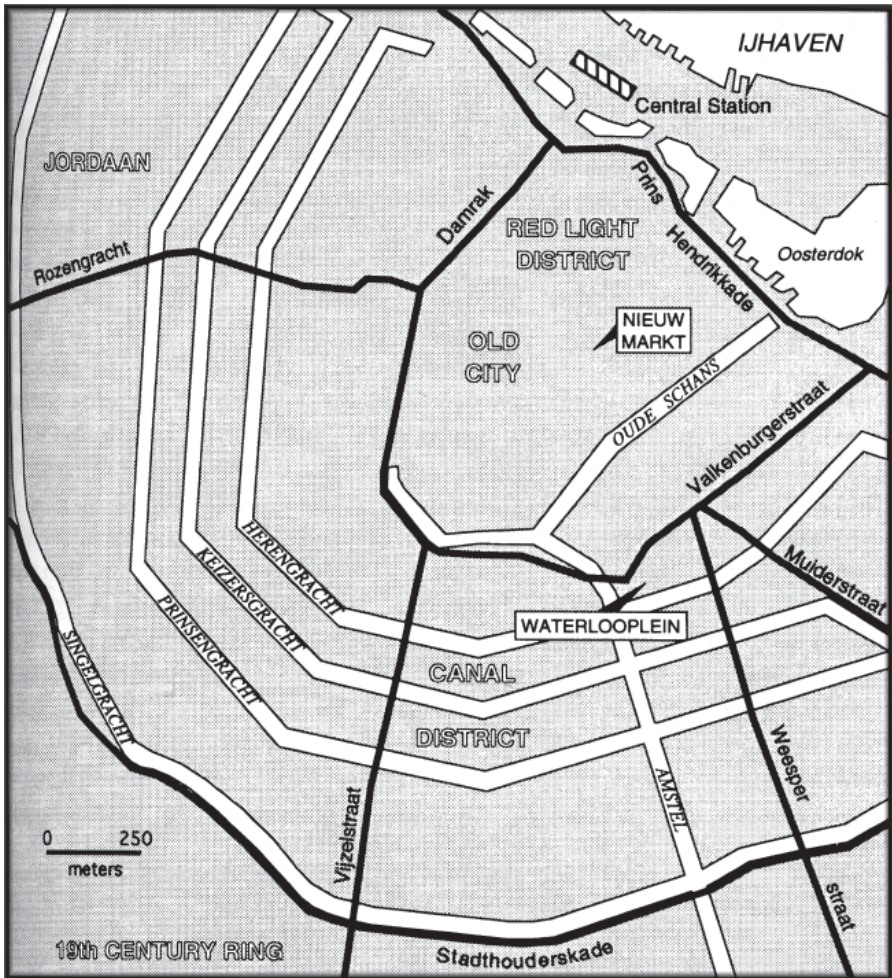 IJHAVEN
Central Station
JORDAAN
Prins
Damrak
RED LIGHT
DISTRICT
Hendrikkade
Oosterdok
Rozengracht
NIEUW
MARKT
OLD
CITY
OUDE SCHANS
Valkenburgerstraat
HERENGRACHT
KEIZERSGRACHT
Muiderstraat
PRINSENGRACHT
WATERLOOPLEIN
SINGELGRACHT
CANAL
DISTRICT
Weesper
AMSTEL
Vijzelstraat
0 250
meters
straat
19th CENTURY RING
Stadthouderskade